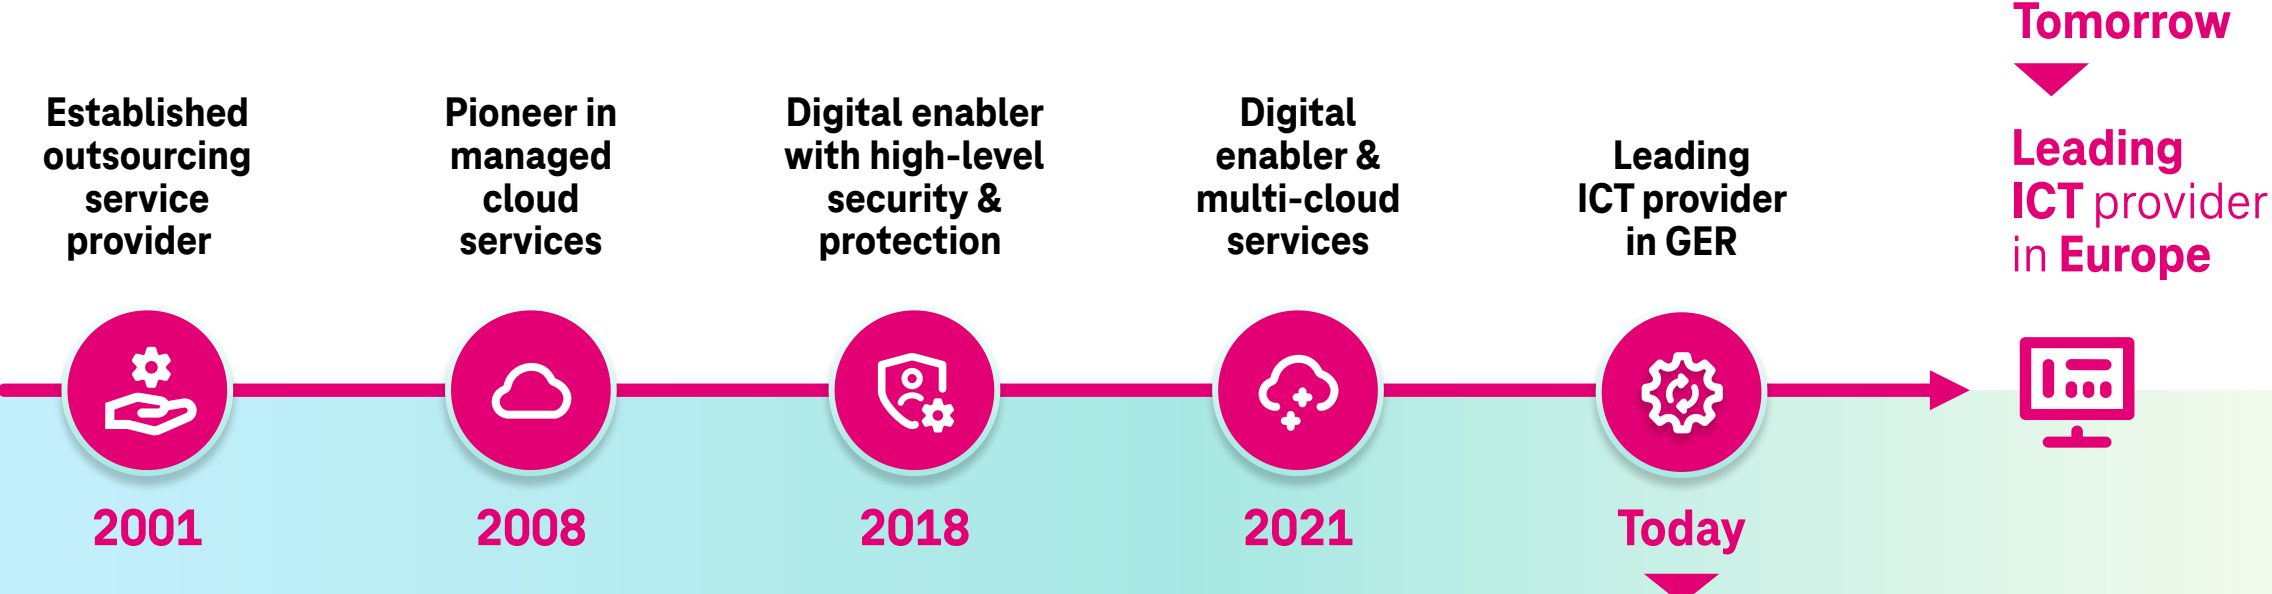 Established
outsourcing
service
provider
2001
Pioneer in
managed
cloud
services
2008
Digital enabler
with high-level
security &
protection
2018
Digital
enabler &
multi-cloud
services
2021
Leading
ICT provider
in GER
Today
Tomorrow
Leading
ICT provider
in Europe